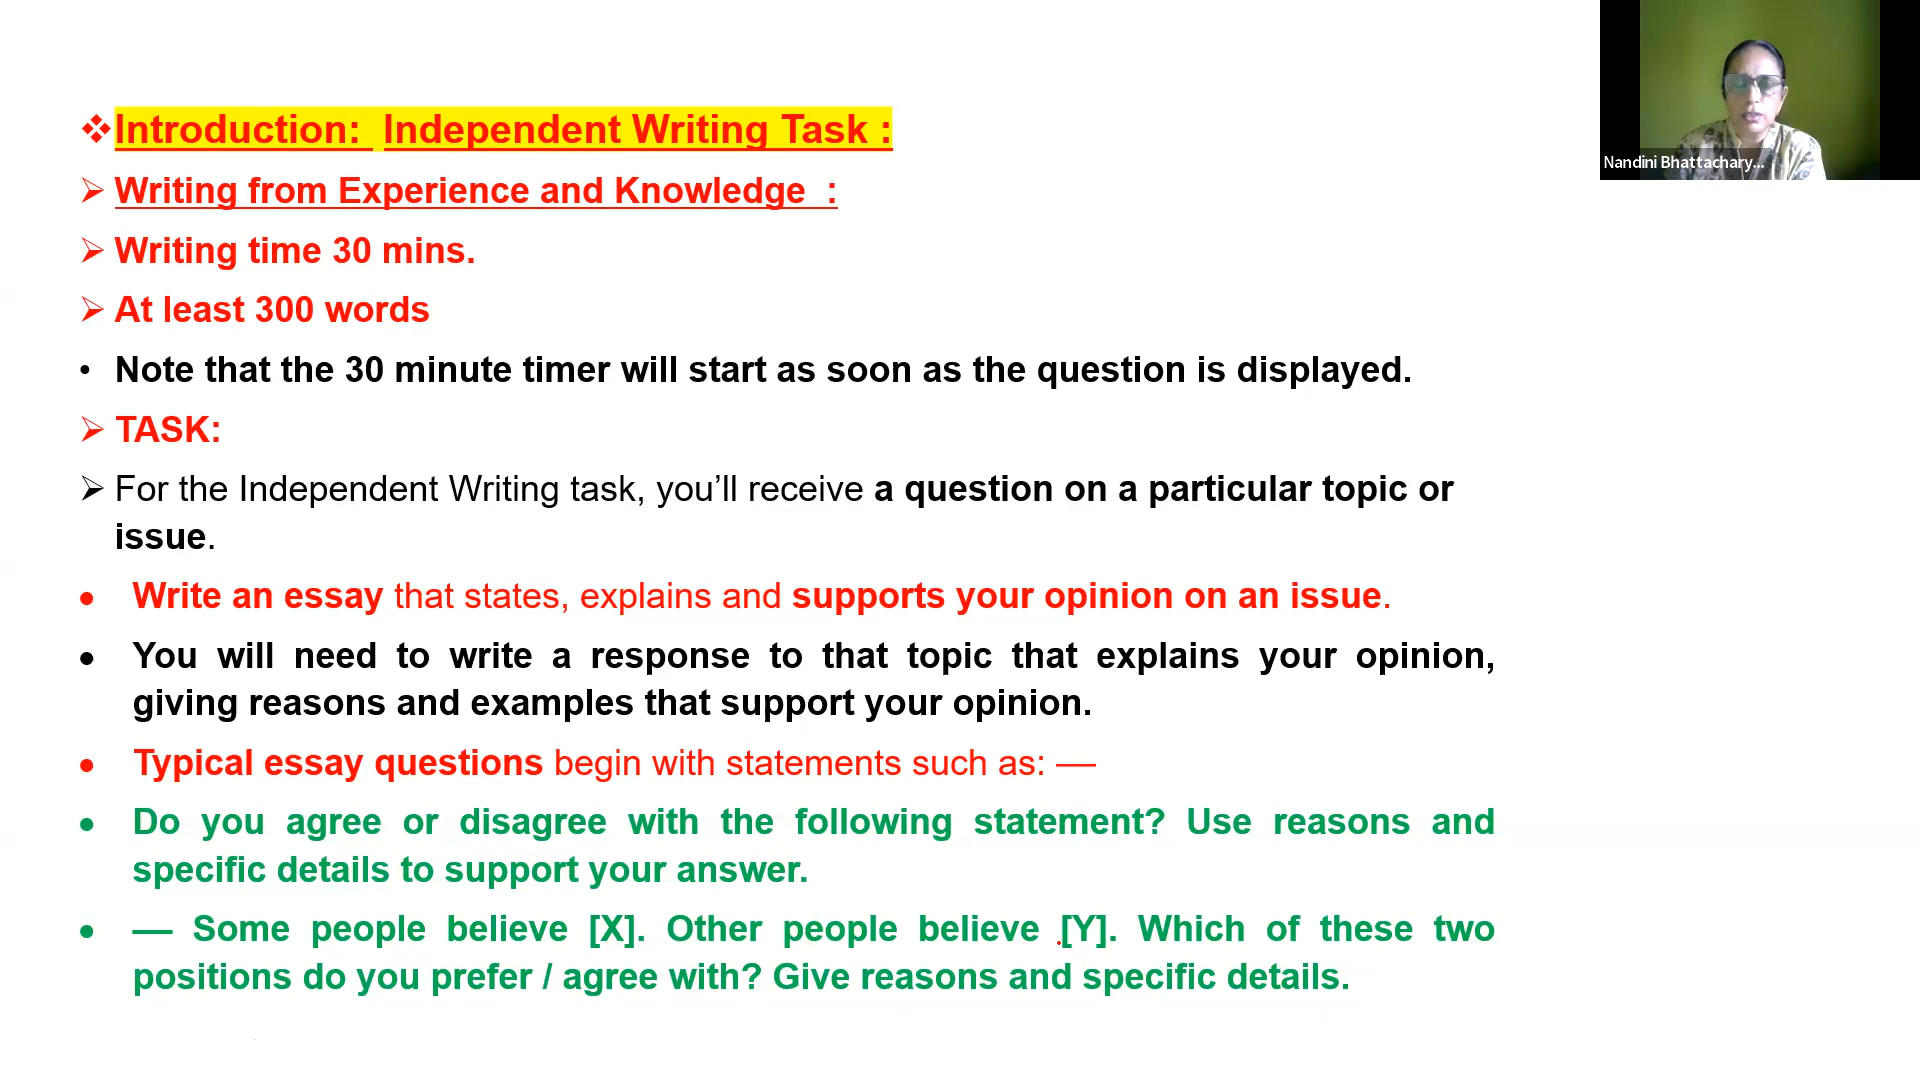 Introduction: Independent Writing Task :
Writing from Experience and Knowledge :
Writing time 30 mins.
At least 300 words
Note that the 30 minute timer will start as soon as the question is displayed.
TASK:
For the Independent Writing task, you’ll receive a question on a particular topic or
issue.
Write an essay that states, explains and supports your opinion on an issue.
You will need to write a response to that topic that explains your opinion,
giving reasons and examples that support your opinion.
Typical essay questions begin with statements such as: —
Do you agree or disagree with the following statement? Use reasons and
specific details to support your answer.
— Some people believe [X]. Other people believe [Y]. Which of these two
positions do you prefer / agree with? Give reasons and specific details.
Nandini Bhattachary...